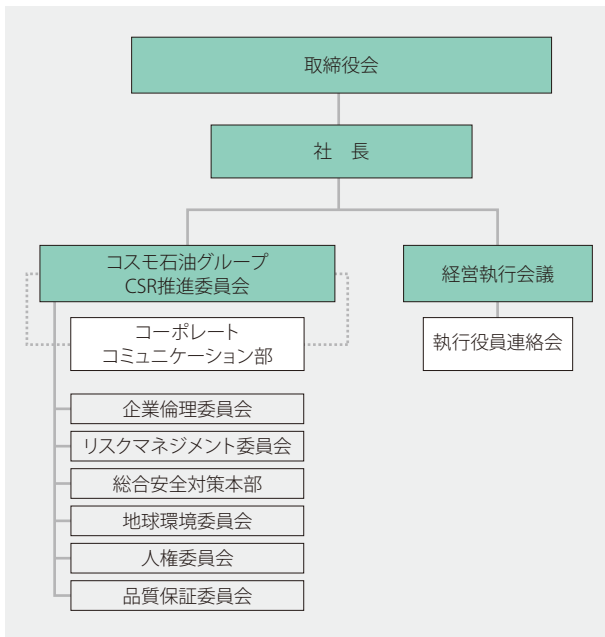 取締役会
社　長
コスモ石油グループ
CSR推進委員会
経営執行会議
コーポレート
コミュニケーション部
執行役員連絡会
企業倫理委員会
リスクマネジメント委員会
総合安全対策本部
地球環境委員会
人権委員会
品質保証委員会